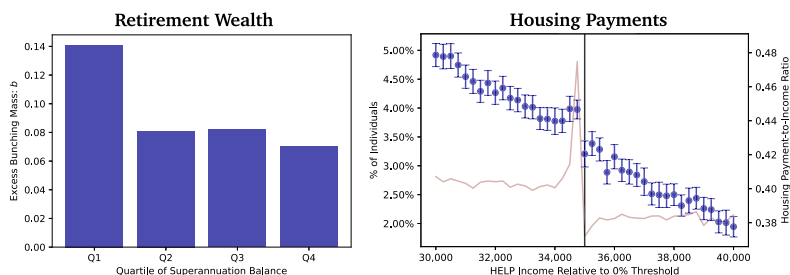 Retirement Wealth
Excess Bunching Mass: b
0.14
0.12
0.10
0.08
0.06
0.04
0.02
0.00
Q1 Q2 Q3 Q4
Quartile of Superannuation Balance
Housing Payments
% of Individuals
5.00%
4.50%
4.00%
3.50%
3.00%
2.50%
2.00%
0.48
0.46
0.44
0.42
0.40
0.38
Housing Payment-to-Income Ratio
30,000 32,000 34,000 36,000 38,000 40,000
HELP Income Relative to 0% Threshold